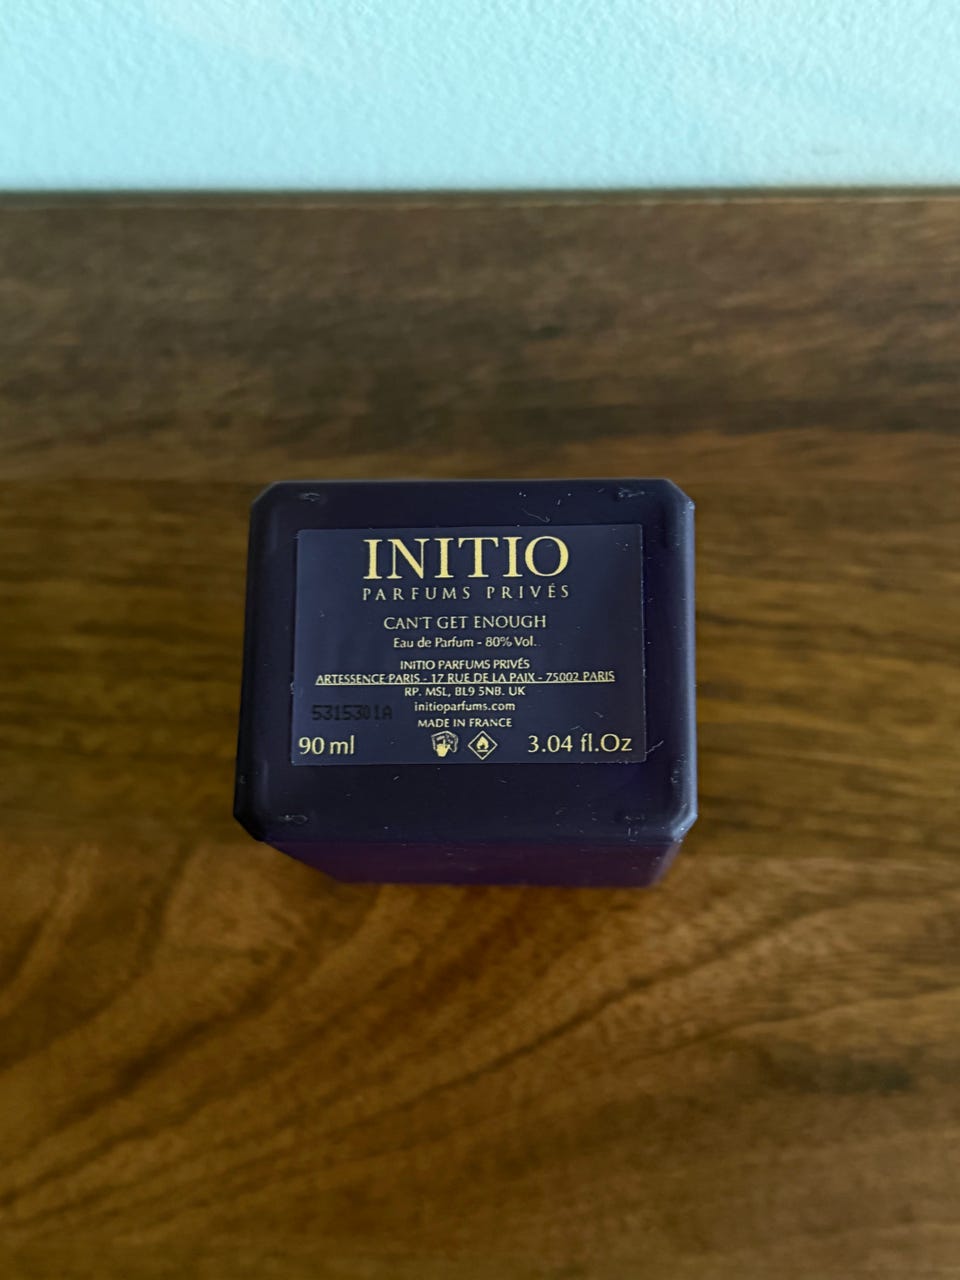 INITIO
PARFUMS PRIVÉS
CAN'T GET ENOUGH
Eau de Parfum - 80% Vol.
INITIO PARFUMS PRIVÉS
ARTESSENCE PARIS - 17 RUE DE LA PAIX - 75002 PARIS
RP. MSL, BL9 5NB. UK
initioparfums.com
5315301A
MADE IN FRANCE
90 ml 3.04 fl.Oz